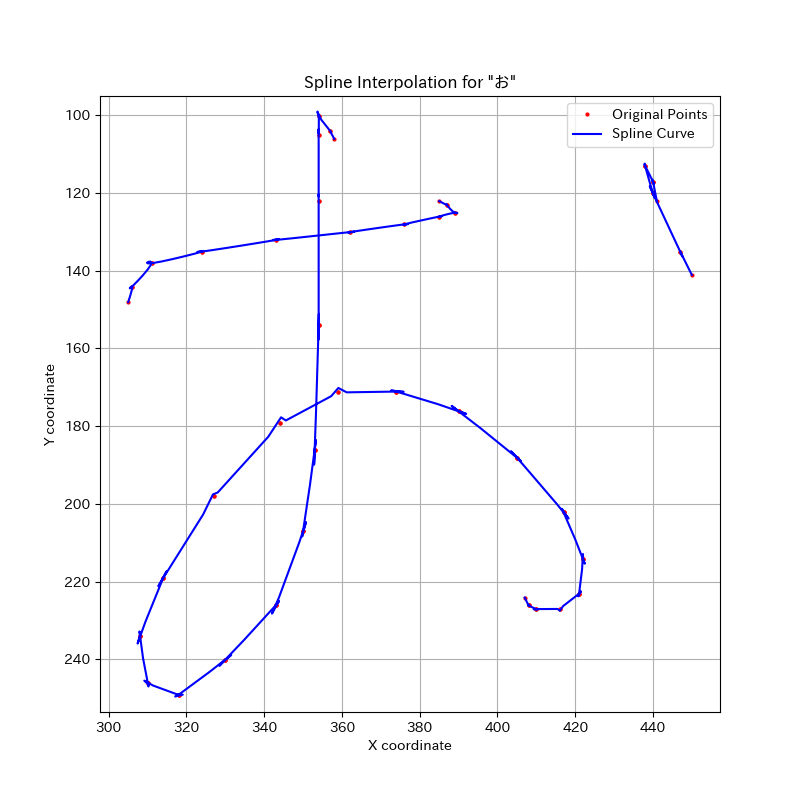 Spline Interpolation for "お"
Original Points
Spline Curve
Y coordinate
100
120
140
160
180
200
220
240
お
300 320 340 360 380 400 420 440
X coordinate